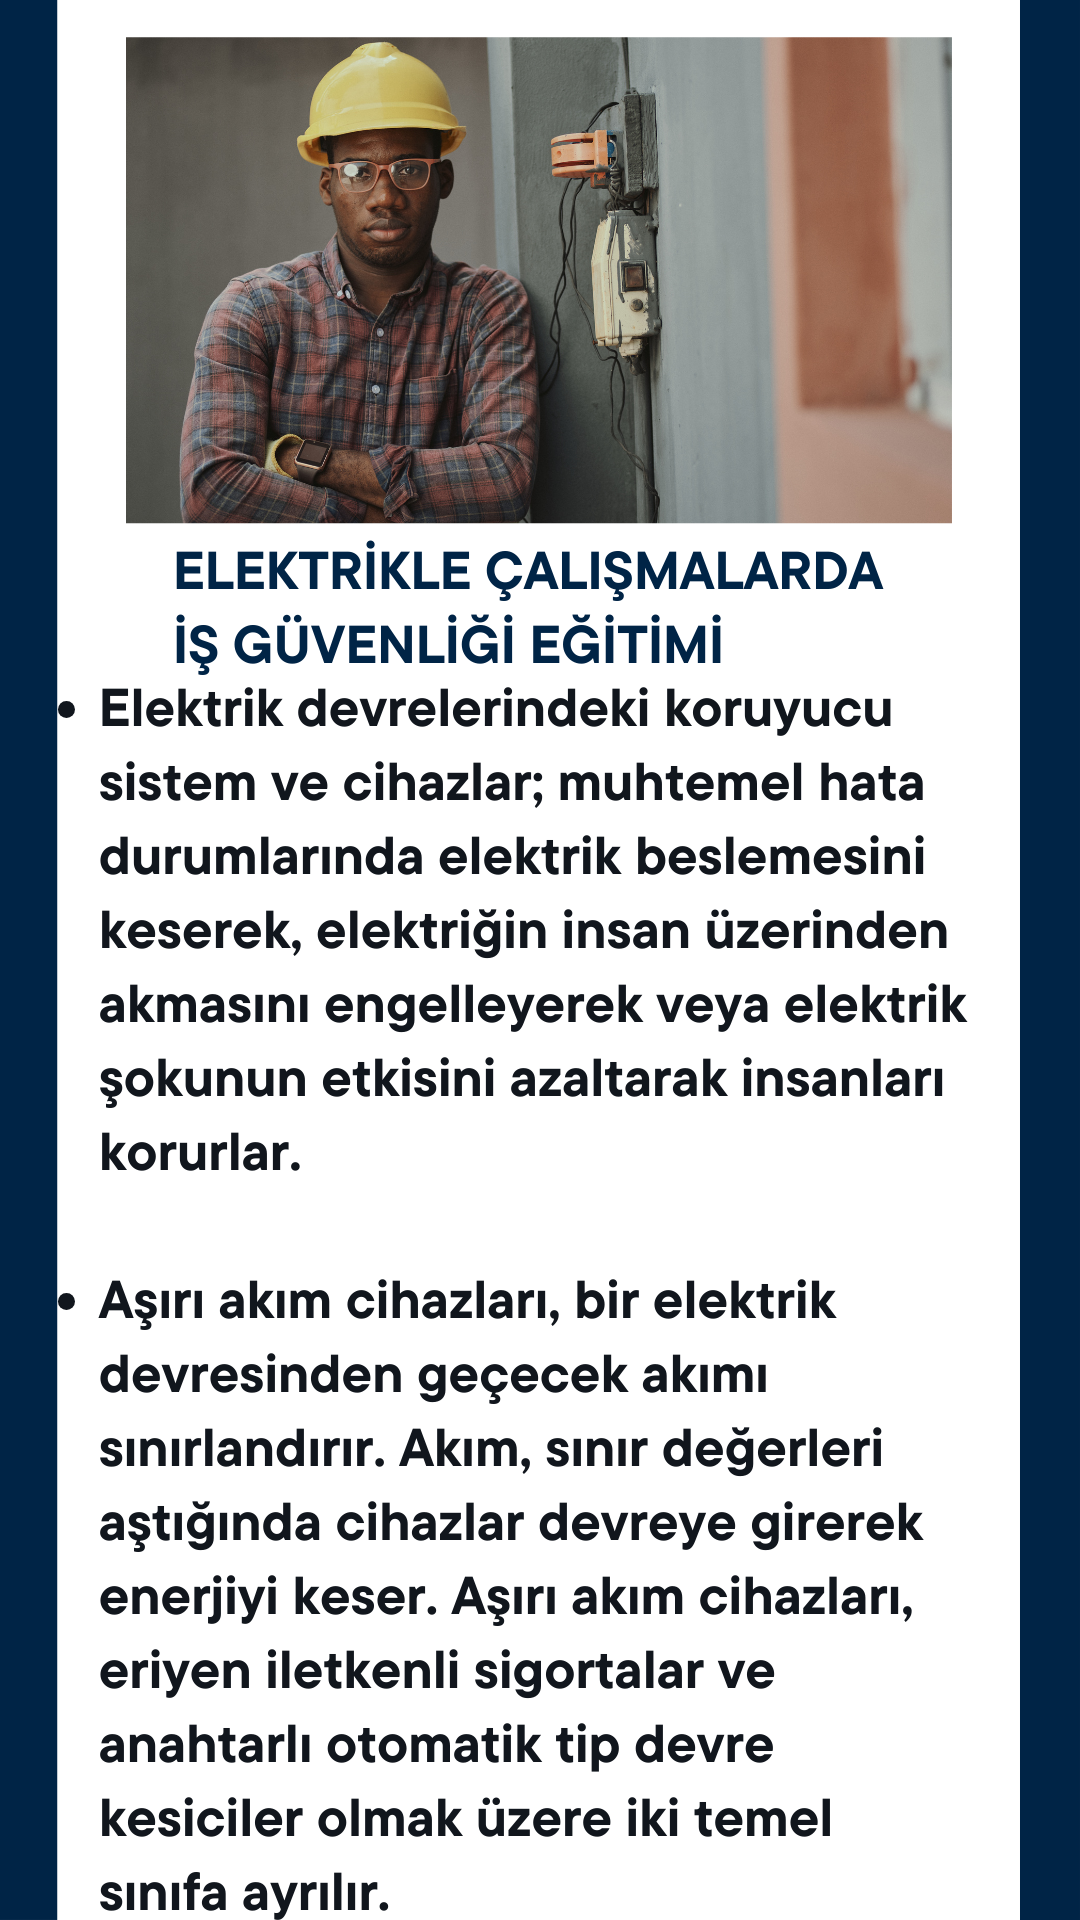 ELEKTRİKLE ÇALIŞMALARDA
İŞ GÜVENLİĞİ EĞİTİMİ
• Elektrik devrelerindeki koruyucu
sistem ve cihazlar; muhtemel hata
durumlarında elektrik beslemesini
keserek, elektriğin insan üzerinden
akmasını engelleyerek veya elektrik
şokunun etkisini azaltarak insanları
korurlar.
• Aşırı akım cihazları, bir elektrik
devresinden geçecek akımı
sınırlandırır. Akım, sınır değerleri
aştığında cihazlar devreye girerek
enerjiyi keser. Aşırı akım cihazları,
eriyen iletkenli sigortalar ve
anahtarlı otomatik tip devre
kesiciler olmak üzere iki temel
sınıfa ayrılır.